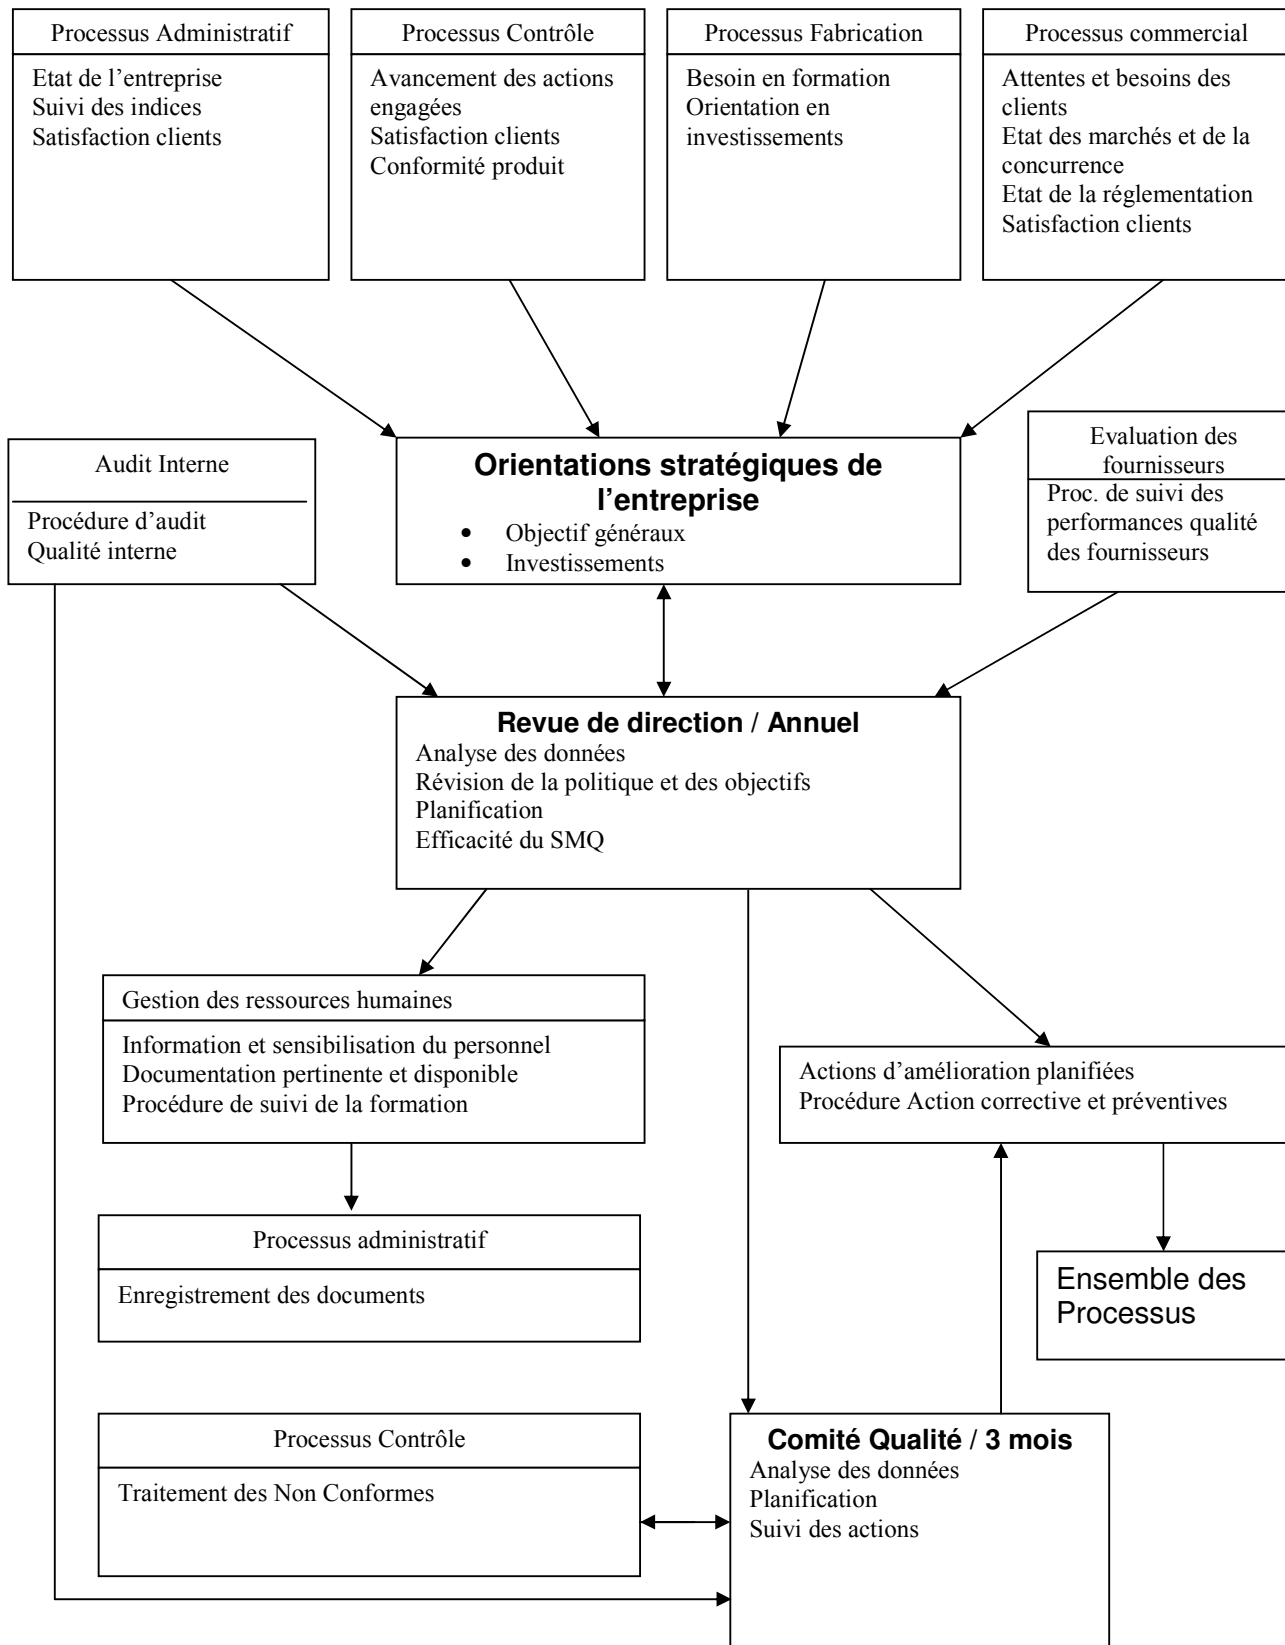 Processus Administratif
Etat de l’entreprise
Suivi des indices
Satisfaction clients
Processus Contrôle
Avancement des actions
engagées
Satisfaction clients
Conformité produit
Processus Fabrication
Besoin en formation
Orientation en
investissements
Processus commercial
Attentes et besoins des
clients
Etat des marchés et de la
concurrence
Etat de la réglementation
Satisfaction clients
Audit Interne
Procédure d’audit
Qualité interne
Orientations stratégiques de
l’entreprise
• Objectif généraux
• Investissements
Evaluation des
fournisseurs
Proc. de suivi des
performances qualité
des fournisseurs
Revue de direction / Annuel
Analyse des données
Révision de la politique et des objectifs
Planification
Efficacité du SMQ
Gestion des ressources humaines
Information et sensibilisation du personnel
Documentation pertinente et disponible
Procédure de suivi de la formation
Actions d’amélioration planifiées
Procédure Action corrective et préventives
Processus administratif
Enregistrement des documents
Ensemble des
Processus
Processus Contrôle
Traitement des Non Conformes
Comité Qualité / 3 mois
Analyse des données
Planification
Suivi des actions